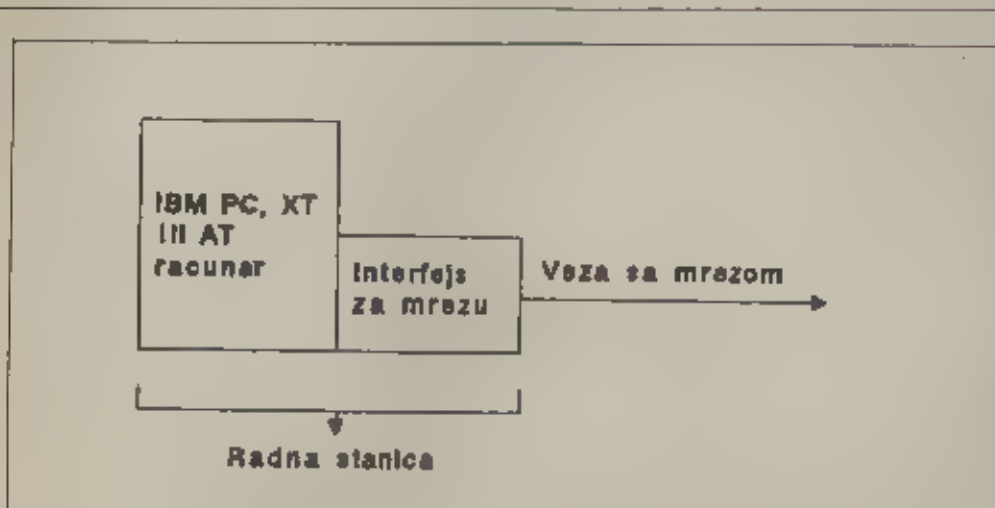 IBM PC, XT
ili AT
racunar
Interfejs
za mrezu
Veza sa mrezom
Radna stanica